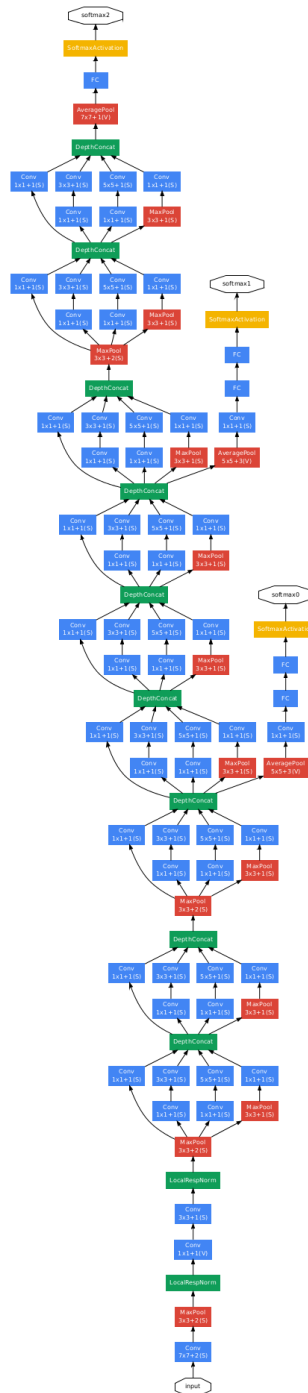 softmax2
SoftmaxActivation
FC
AveragePool
7x7+1(V)
DepthConcat
Conv Conv Conv Conv
1x1+1(S) 3x3+1(S) 5x5+1(S) 1x1+1(S)
Conv Conv MaxPool
1x1+1(S) 1x1+1(S) 3x3+1(S)
DepthConcat
Conv Conv Conv Conv
1x1+1(S) 3x3+1(S) 5x5+1(S) 1x1+1(S)
softmax1
Conv Conv MaxPool
1x1+1(S) 1x1+1(S) 3x3+1(S)
SoftmaxActivation
MaxPool
3x3+2(S)
FC
DepthConcat
FC
Conv Conv Conv Conv Conv
1x1+1(S) 3x3+1(S) 5x5+1(S) 1x1+1(S) 1x1+1(S)
Conv Conv MaxPool AveragePool
1x1+1(S) 1x1+1(S) 3x3+1(S) 5x5+3(V)
DepthConcat
Conv Conv Conv Conv
1x1+1(S) 3x3+1(S) 5x5+1(S) 1x1+1(S)
Conv Conv MaxPool
1x1+1(S) 1x1+1(S) 3x3+1(S)
DepthConcat
softmax0
Conv Conv Conv Conv
1x1+1(S) 3x3+1(S) 5x5+1(S) 1x1+1(S)
SoftmaxActivation
Conv Conv MaxPool
1x1+1(S) 1x1+1(S) 3x3+1(S)
FC
DepthConcat
FC
Conv Conv Conv Conv Conv
1x1+1(S) 3x3+1(S) 5x5+1(S) 1x1+1(S) 1x1+1(S)
Conv Conv MaxPool AveragePool
1x1+1(S) 1x1+1(S) 3x3+1(S) 5x5+3(V)
DepthConcat
Conv Conv Conv Conv
1x1+1(S) 3x3+1(S) 5x5+1(S) 1x1+1(S)
Conv Conv MaxPool
1x1+1(S) 1x1+1(S) 3x3+1(S)
MaxPool
3x3+2(S)
DepthConcat
Conv Conv Conv Conv
1x1+1(S) 3x3+1(S) 5x5+1(S) 1x1+1(S)
Conv Conv MaxPool
1x1+1(S) 1x1+1(S) 3x3+1(S)
DepthConcat
Conv Conv Conv Conv
1x1+1(S) 3x3+1(S) 5x5+1(S) 1x1+1(S)
Conv Conv MaxPool
1x1+1(S) 1x1+1(S) 3x3+1(S)
MaxPool
3x3+2(S)
LocalRespNorm
Conv
3x3+1(S)
Conv
1x1+1(V)
LocalRespNorm
MaxPool
3x3+2(S)
Conv
7x7+2(S)
input